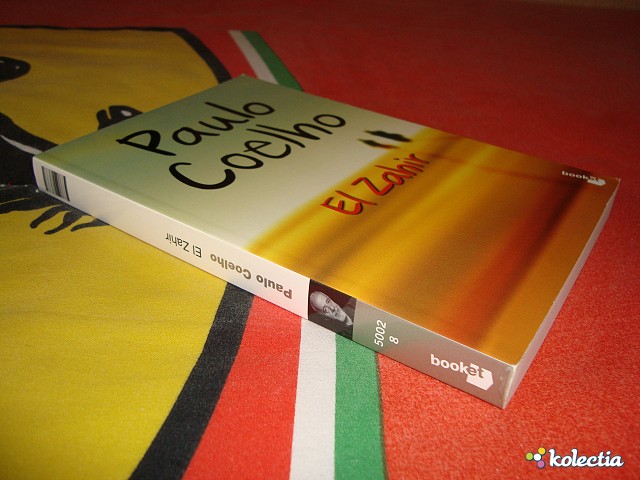 Paulo
Coelho
El Zahir
booket
Paulo Coelho El Zahir
5002
8
booket
kolectia